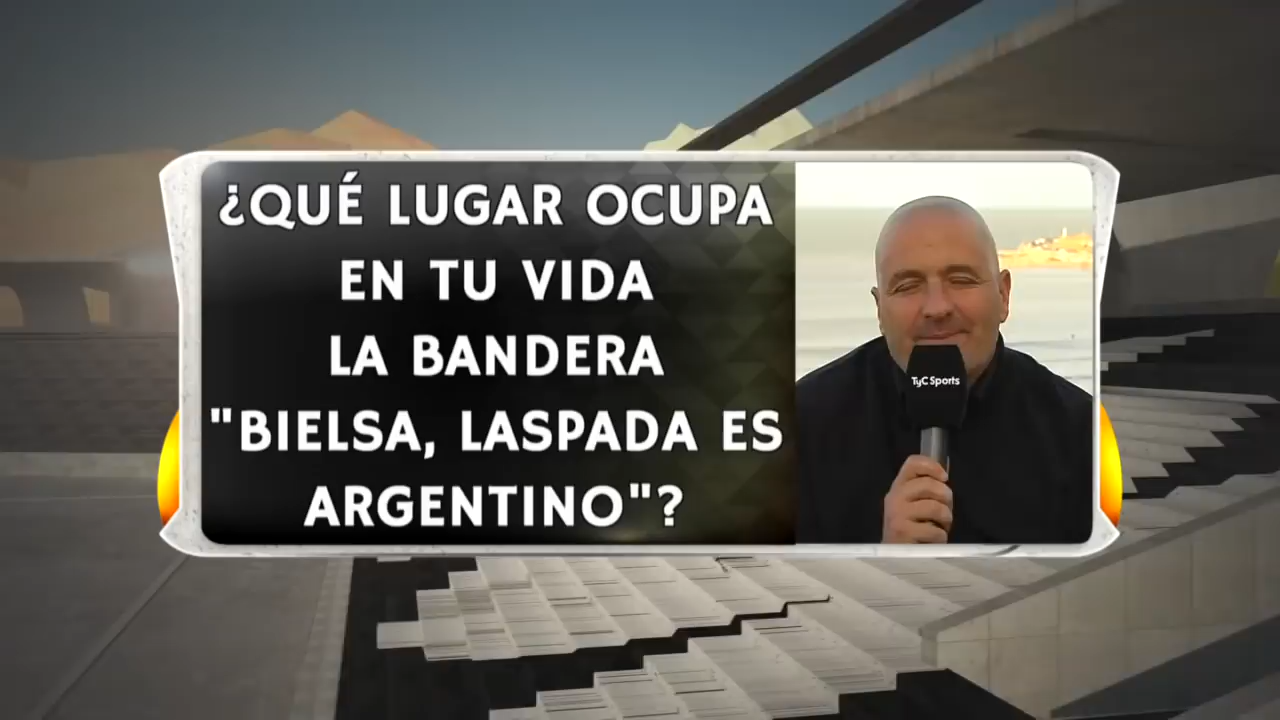 ¿QUÉ LUGAR OCUPA
EN TU VIDA
LA BANDERA
"BIELSA, LASPADA ES
ARGENTINO"?
TyC Sports